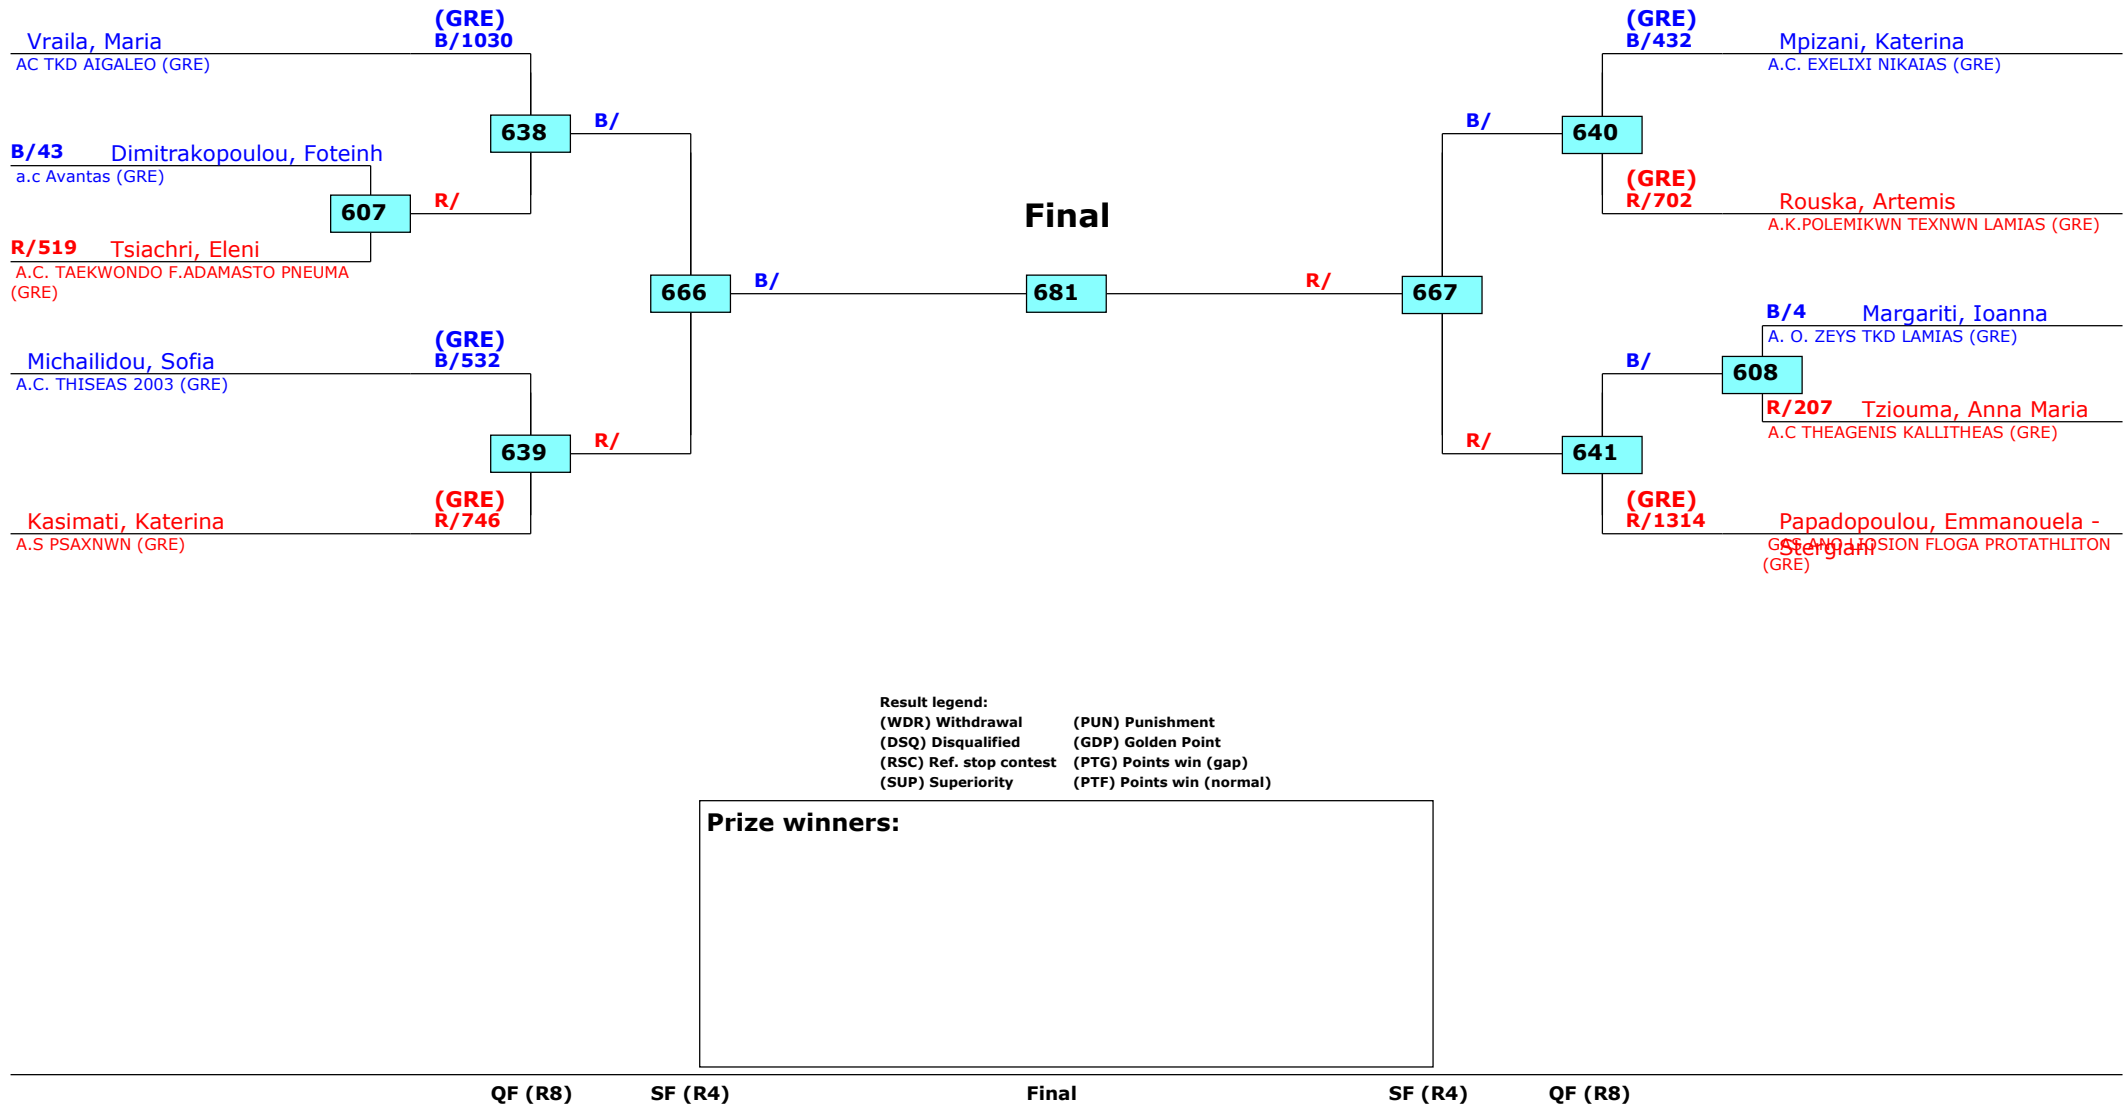 (GRE)
Vraila, Maria B/1030
AC TKD AIGALEO (GRE)
638
B/
B/43 Dimitrakopoulou, Foteinh
a.c Avantas (GRE)
607
R/
R/519 Tsiachri, Eleni
A.C. TAEKWONDO F.ADAMASTO PNEUMA
(GRE)
666
B/
(GRE)
Michailidou, Sofia B/532
A.C. THISEAS 2003 (GRE)
639
R/
(GRE)
Kasimati, Katerina R/746
A.S PSAXNWN (GRE)
Final
681
(GRE)
B/432 Mpizani, Katerina
A.C. EXELIXI NIKAIAS (GRE)
B/
640
(GRE)
R/702 Rouska, Artemis
A.K.POLEMIKWN TEXNWN LAMIAS (GRE)
R/
667
B/4 Margariti, Ioanna
A. O. ZEYS TKD LAMIAS (GRE)
B/
608
R/207 Tziouma, Anna Maria
A.C THEAGENIS KALLITHEAS (GRE)
R/
641
(GRE)
R/1314 Papadopoulou, Emmanouela -
Stergiani
GAS ANO LIOSION FLOGA PROTATHLITON
(GRE)
Result legend:
(WDR) Withdrawal (PUN) Punishment
(DSQ) Disqualified (GDP) Golden Point
(RSC) Ref. stop contest (PTG) Points win (gap)
(SUP) Superiority (PTF) Points win (normal)
Prize winners:
QF (R8) SF (R4) Final SF (R4) QF (R8)